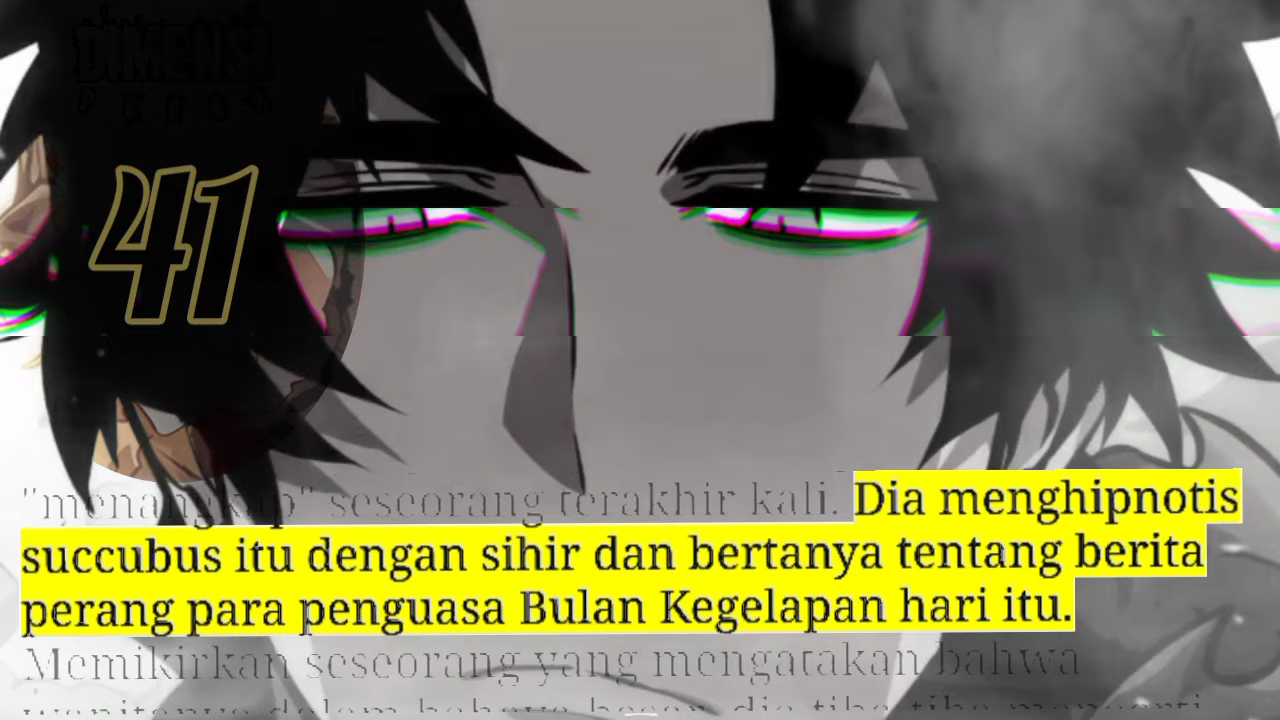 DIMENSI
41
"menangkap" seseorang terakhir kali. Dia menghipnotis
succubus itu dengan sihir dan bertanya tentang berita
perang para penguasa Bulan Kegelapan hari itu.
Memikirkan seseorang yang mengatakan bahwa